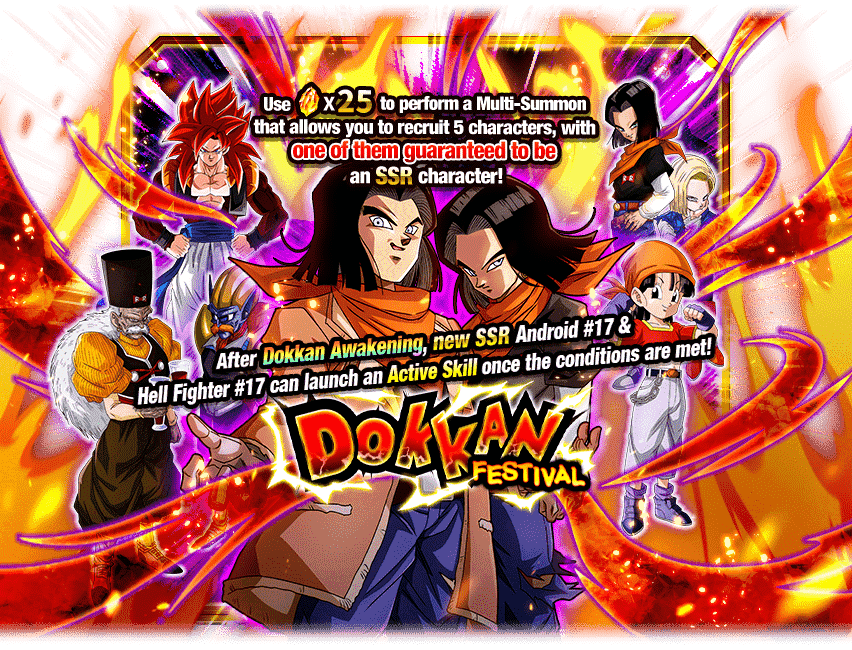 Use x25 to perform a Multi-Summon
that allows you to recruit 5 characters, with
one of them guaranteed to be
an SSR character!
After Dokkan Awakening, new SSR Android #17 &
Hell Fighter #17 can launch an Active Skill once the conditions are met!
DOKKAN
FESTIVAL